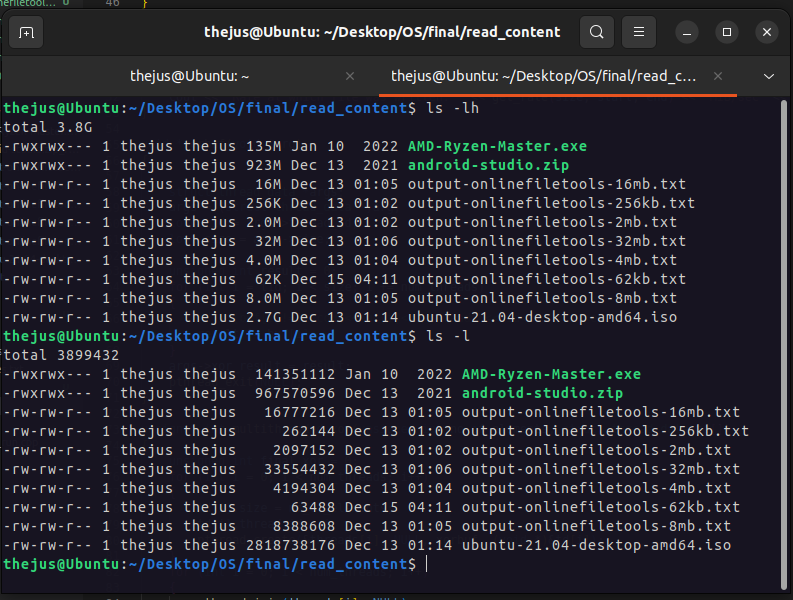 46 }
thejus@Ubuntu: ~/Desktop/OS/final/read_content
thejus@Ubuntu: ~
thejus@Ubuntu: ~/Desktop/OS/final/read_c...
thejus@Ubuntu:~/Desktop/OS/final/read_content$ ls -lh
total 3.8G
-rwxrwx--- 1 thejus thejus 135M Jan 10  2022 AMD-Ryzen-Master.exe
-rwxrwx--- 1 thejus thejus 923M Dec 13  2021 android-studio.zip
-rw-rw-r-- 1 thejus thejus  16M Dec 13 01:05 output-onlinefiletools-16mb.txt
-rw-rw-r-- 1 thejus thejus 256K Dec 13 01:02 output-onlinefiletools-256kb.txt
-rw-rw-r-- 1 thejus thejus 2.0M Dec 13 01:02 output-onlinefiletools-2mb.txt
-rw-rw-r-- 1 thejus thejus  32M Dec 13 01:06 output-onlinefiletools-32mb.txt
-rw-rw-r-- 1 thejus thejus 4.0M Dec 13 01:04 output-onlinefiletools-4mb.txt
-rw-rw-r-- 1 thejus thejus  62K Dec 15 04:11 output-onlinefiletools-62kb.txt
-rw-rw-r-- 1 thejus thejus 8.0M Dec 13 01:05 output-onlinefiletools-8mb.txt
-rw-rw-r-- 1 thejus thejus 2.7G Dec 13 01:14 ubuntu-21.04-desktop-amd64.iso
thejus@Ubuntu:~/Desktop/OS/final/read_content$ ls -l
total 3899432
-rwxrwx--- 1 thejus thejus  141351112 Jan 10  2022 AMD-Ryzen-Master.exe
-rwxrwx--- 1 thejus thejus  967570596 Dec 13  2021 android-studio.zip
-rw-rw-r-- 1 thejus thejus   16777216 Dec 13 01:05 output-onlinefiletools-16mb.txt
-rw-rw-r-- 1 thejus thejus     262144 Dec 13 01:02 output-onlinefiletools-256kb.txt
-rw-rw-r-- 1 thejus thejus    2097152 Dec 13 01:02 output-onlinefiletools-2mb.txt
-rw-rw-r-- 1 thejus thejus   33554432 Dec 13 01:06 output-onlinefiletools-32mb.txt
-rw-rw-r-- 1 thejus thejus    4194304 Dec 13 01:04 output-onlinefiletools-4mb.txt
-rw-rw-r-- 1 thejus thejus      63488 Dec 15 04:11 output-onlinefiletools-62kb.txt
-rw-rw-r-- 1 thejus thejus    8388608 Dec 13 01:05 output-onlinefiletools-8mb.txt
-rw-rw-r-- 1 thejus thejus 2818738176 Dec 13 01:14 ubuntu-21.04-desktop-amd64.iso
thejus@Ubuntu:~/Desktop/OS/final/read_content$